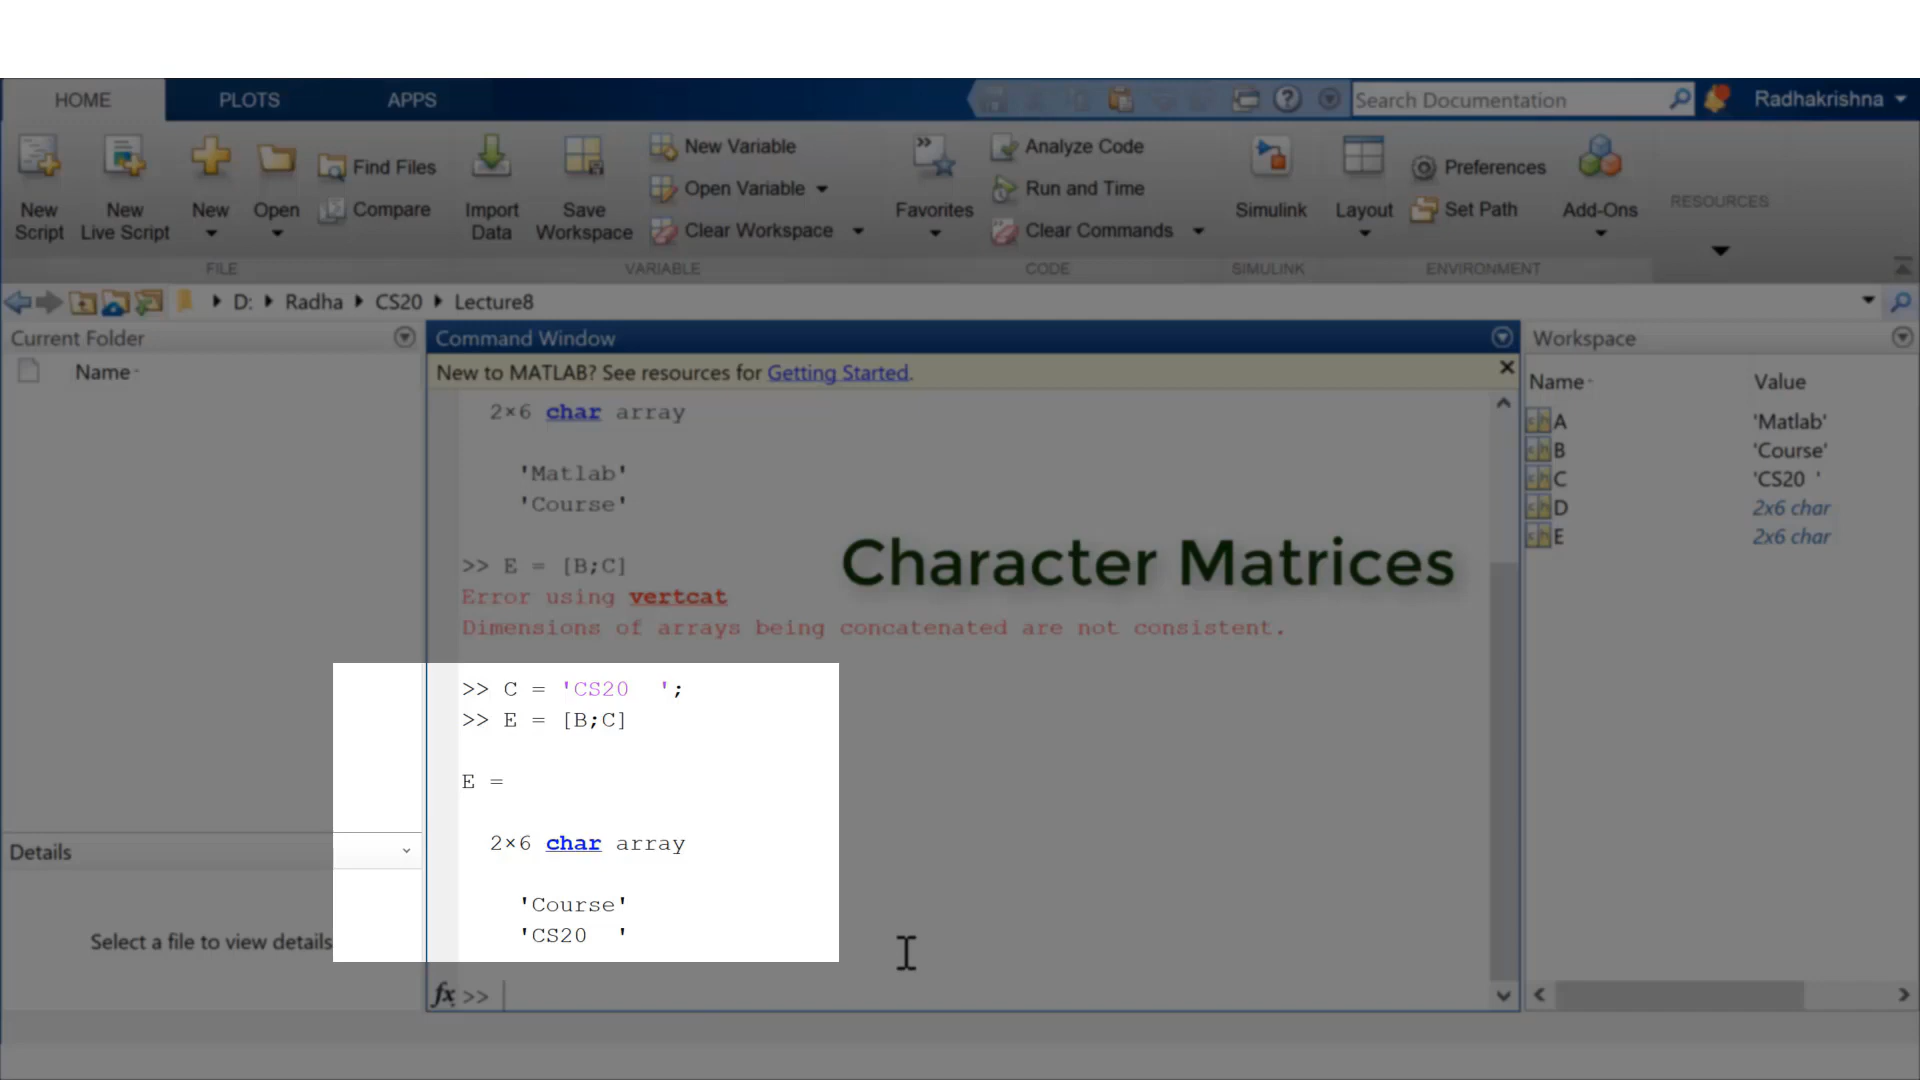 HOME PLOTS APPS Search Documentation Radhakrishna
New Script
New Live Script
New
Open
Find Files
Compare
Import Data
Save Workspace
New Variable
Open Variable
Clear Workspace
Favorites
Analyze Code
Run and Time
Clear Commands
Simulink
Layout
Preferences
Set Path
Add-Ons
RESOURCES
FILE VARIABLE CODE SIMULINK ENVIRONMENT
D: Radha CS20 Lecture8
Current Folder
Name
Details
Select a file to view details
Command Window
New to MATLAB? See resources for Getting Started.
2×6 char array
'Matlab'
'Course'
>> E = [B;C]
Error using vertcat
Dimensions of arrays being concatenated are not consistent.
>> C = 'CS20  ';
>> E = [B;C]
E =
2×6 char array
'Course'
'CS20  '
fx >>
Character Matrices
Workspace
Name Value
A 'Matlab'
B 'Course'
C 'CS20  '
D 2x6 char
E 2x6 char